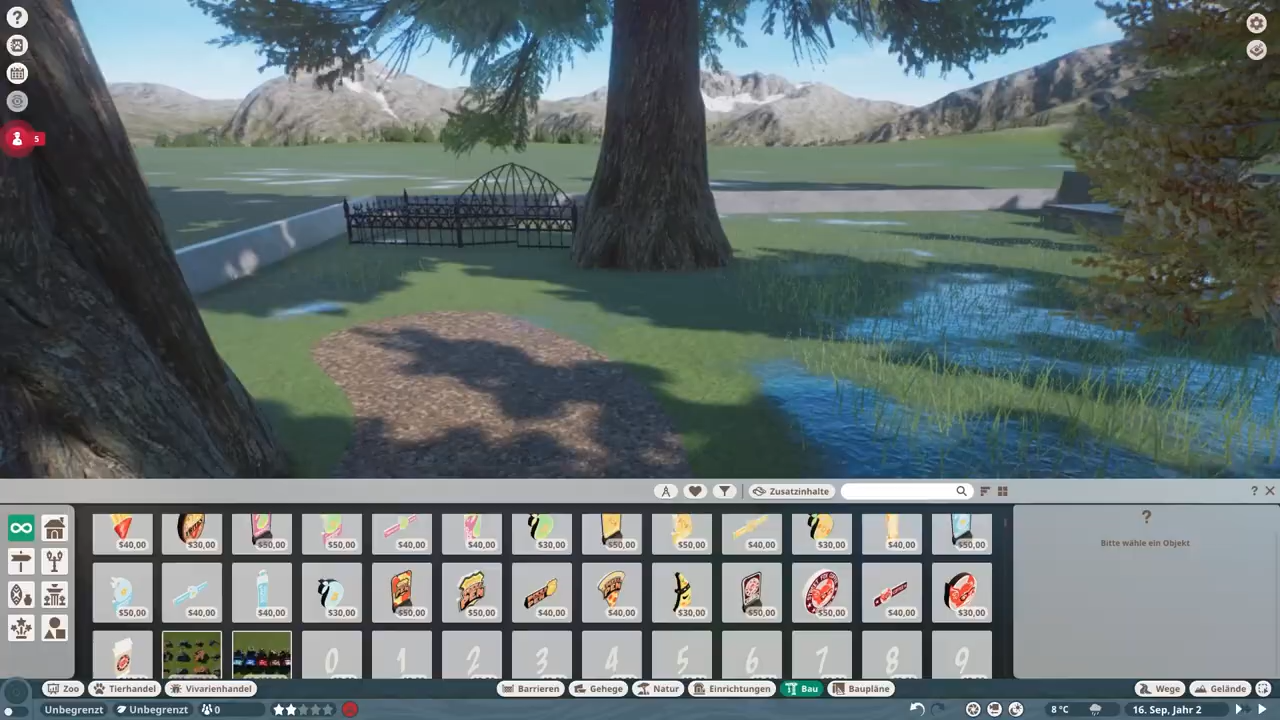 ?
5
Zusatzinhalte
? ×
$40,00 $30,00 $50,00 $50,00 $40,00 $40,00 $30,00 $50,00 $50,00 $40,00 $30,00 $40,00 $50,00
?
Bitte wähle ein Objekt
$50,00 $40,00 $40,00 $30,00 $50,00 $50,00 $40,00 $40,00 $30,00 $50,00 $50,00 $40,00 $30,00
0 1 2 3 4 5 6 7 8 9
Zoo Tierhandel Vivarienhandel Barrieren Gehege Natur Einrichtungen Bau Baupläne Wege Gelände
Unbegrenzt Unbegrenzt 0 8 °C 16. Sep, Jahr 2